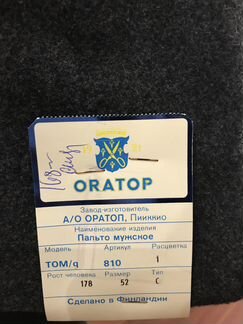 ORATOP
Завод-изготовитель
А/О ОРАТОП, Пииккио
Наименование изделия
Пальто мужское
Модель Артикул Расцветка
TOM/q 810 1
Рост человека Размер Тип
178 52 С
Сделано в Финляндии